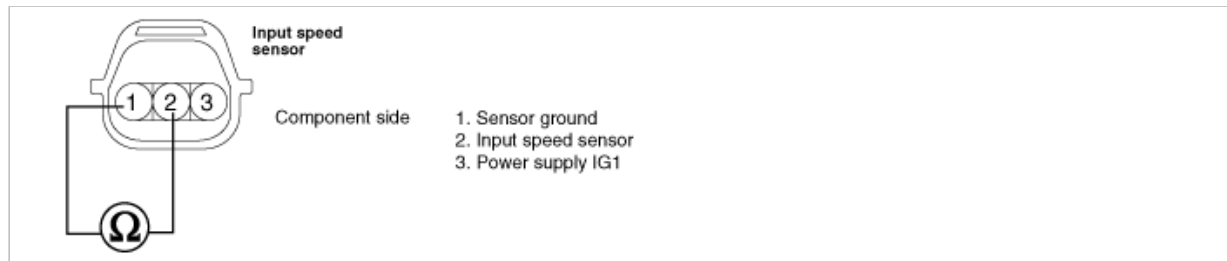 Input speed
sensor
1 2 3
Component side
1. Sensor ground
2. Input speed sensor
3. Power supply IG1
Ω